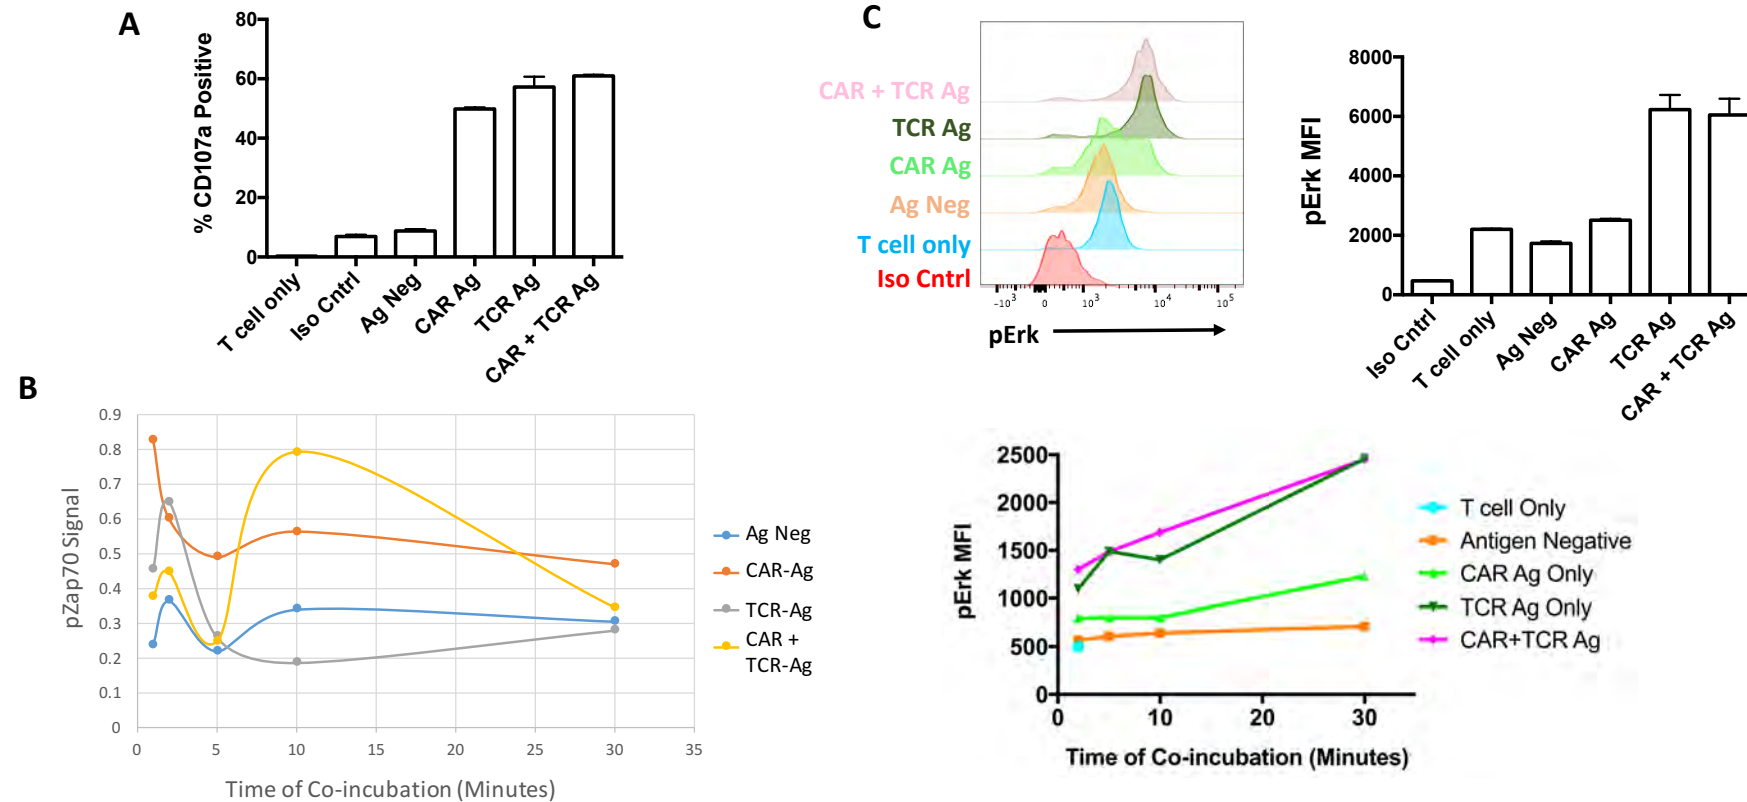 A
% CD107a Positive
80
60
40
20
0
T cell only
Iso Cntrl
Ag Neg
CAR Ag
TCR Ag
CAR + TCR Ag
B
pZap70 Signal
0.9
0.8
0.7
0.6
0.5
0.4
0.3
0.2
0.1
0
0 5 10 15 20 25 30 35
Time of Co-incubation (Minutes)
Ag Neg
CAR-Ag
TCR-Ag
CAR +
TCR-Ag
C
CAR + TCR Ag
TCR Ag
CAR Ag
Ag Neg
T cell only
Iso Cntrl
-10³ 0 10³ 10⁴ 10⁵
pErk
pErk MFI
8000
6000
4000
2000
0
Iso Cntrl
T cell only
Ag Neg
CAR Ag
TCR Ag
CAR + TCR Ag
pErk MFI
2500
2000
1500
1000
500
0
0 10 20 30
Time of Co-incubation (Minutes)
T cell Only
Antigen Negative
CAR Ag Only
TCR Ag Only
CAR+TCR Ag